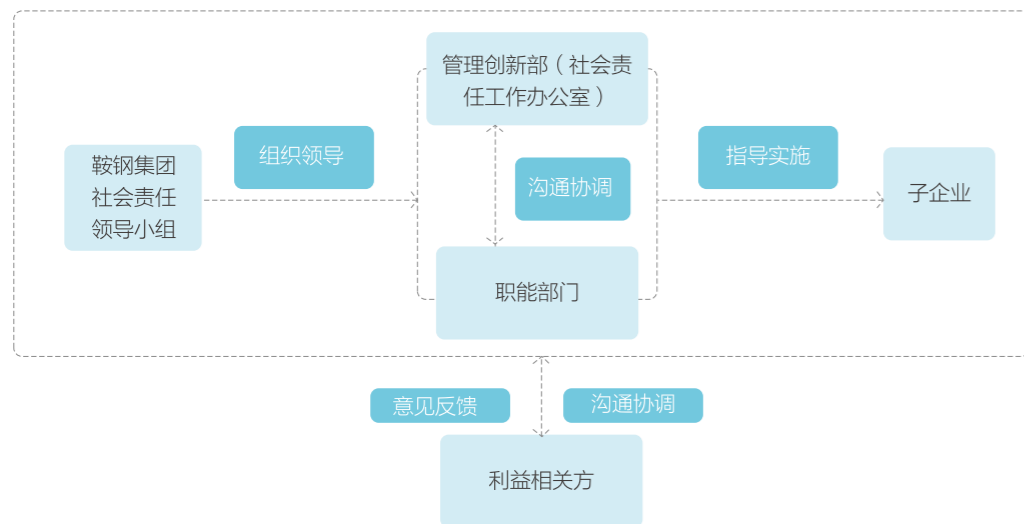 管理创新部（社会责
任工作办公室）
鞍钢集团
社会责任
领导小组
组织领导
沟通协调
指导实施
子企业
职能部门
意见反馈
沟通协调
利益相关方